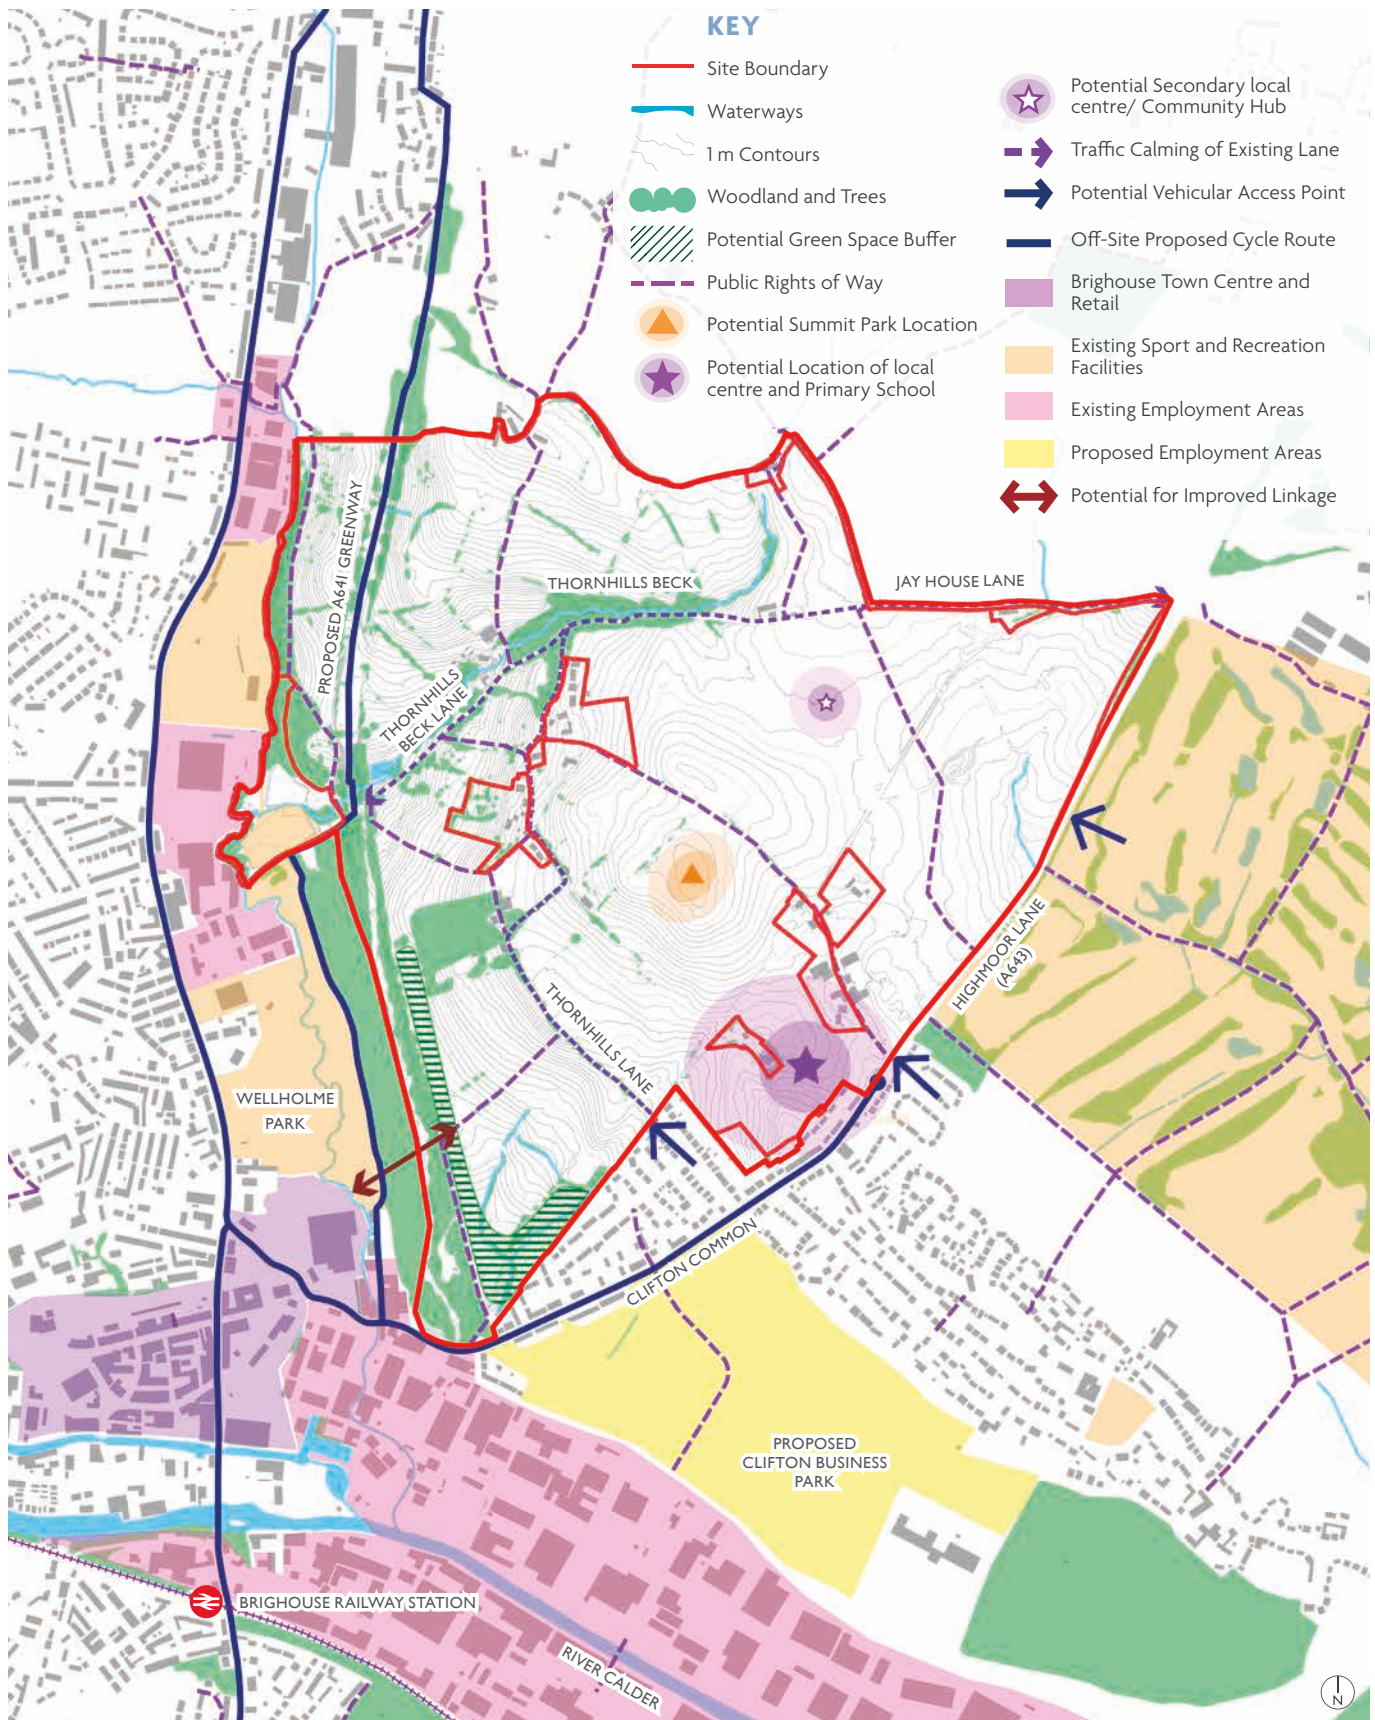 KEY
Site Boundary
Waterways
1 m Contours
Woodland and Trees
Potential Green Space Buffer
Public Rights of Way
Potential Summit Park Location
Potential Location of local
centre and Primary School
Potential Secondary local
centre/ Community Hub
Traffic Calming of Existing Lane
Potential Vehicular Access Point
Off-Site Proposed Cycle Route
Brighouse Town Centre and
Retail
Existing Sport and Recreation
Facilities
Existing Employment Areas
Proposed Employment Areas
Potential for Improved Linkage
PROPOSED A641 GREENWAY
THORNHILLS BECK
JAY HOUSE LANE
THORNHILLS
BECK LANE
HIGHMOOR LANE
(A643)
THORNHILLS LANE
WELLHOLME
PARK
CLIFTON COMMON
PROPOSED
CLIFTON BUSINESS
PARK
BRIGHOUSE RAILWAY STATION
RIVER CALDER
N